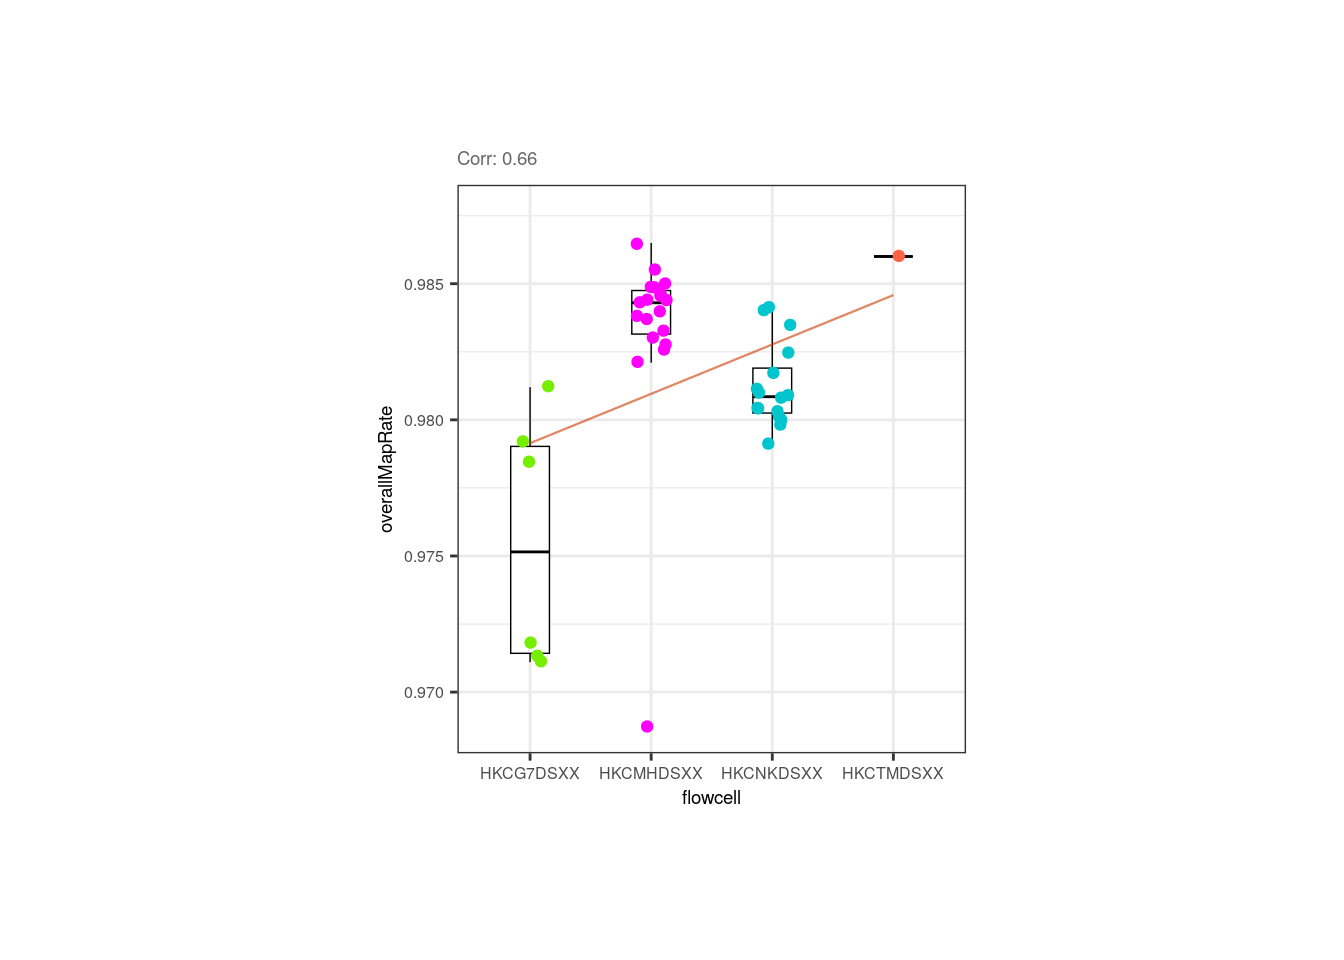 Corr: 0.66
overallMapRate
0.985
0.980
0.975
0.970
HKCG7DSXX HKCMHDSXX HKCNKDSXX HKCTMDSXX
flowcell